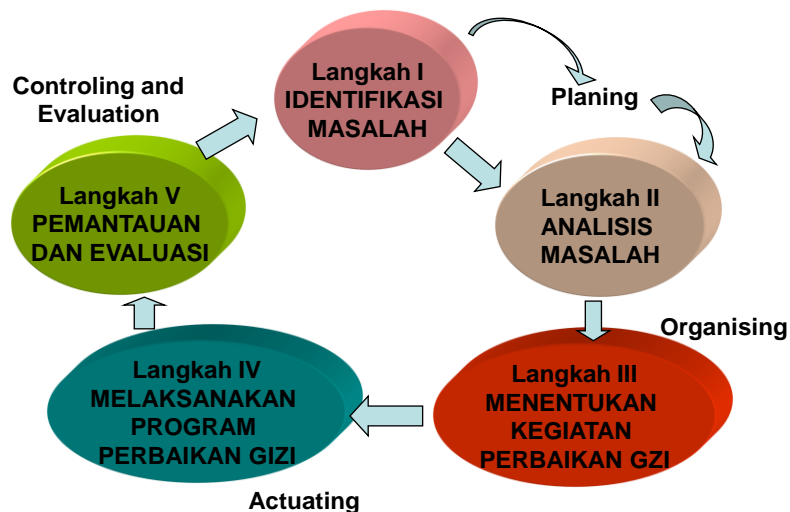 Langkah I
IDENTIFIKASI
MASALAH
Planing
Langkah II
ANALISIS
MASALAH
Organising
Langkah III
MENENTUKAN
KEGIATAN
PERBAIKAN GZI
Langkah IV
MELAKSANAKAN
PROGRAM
PERBAIKAN GIZI
Actuating
Langkah V
PEMANTAUAN
DAN EVALUASI
Controling and
Evaluation